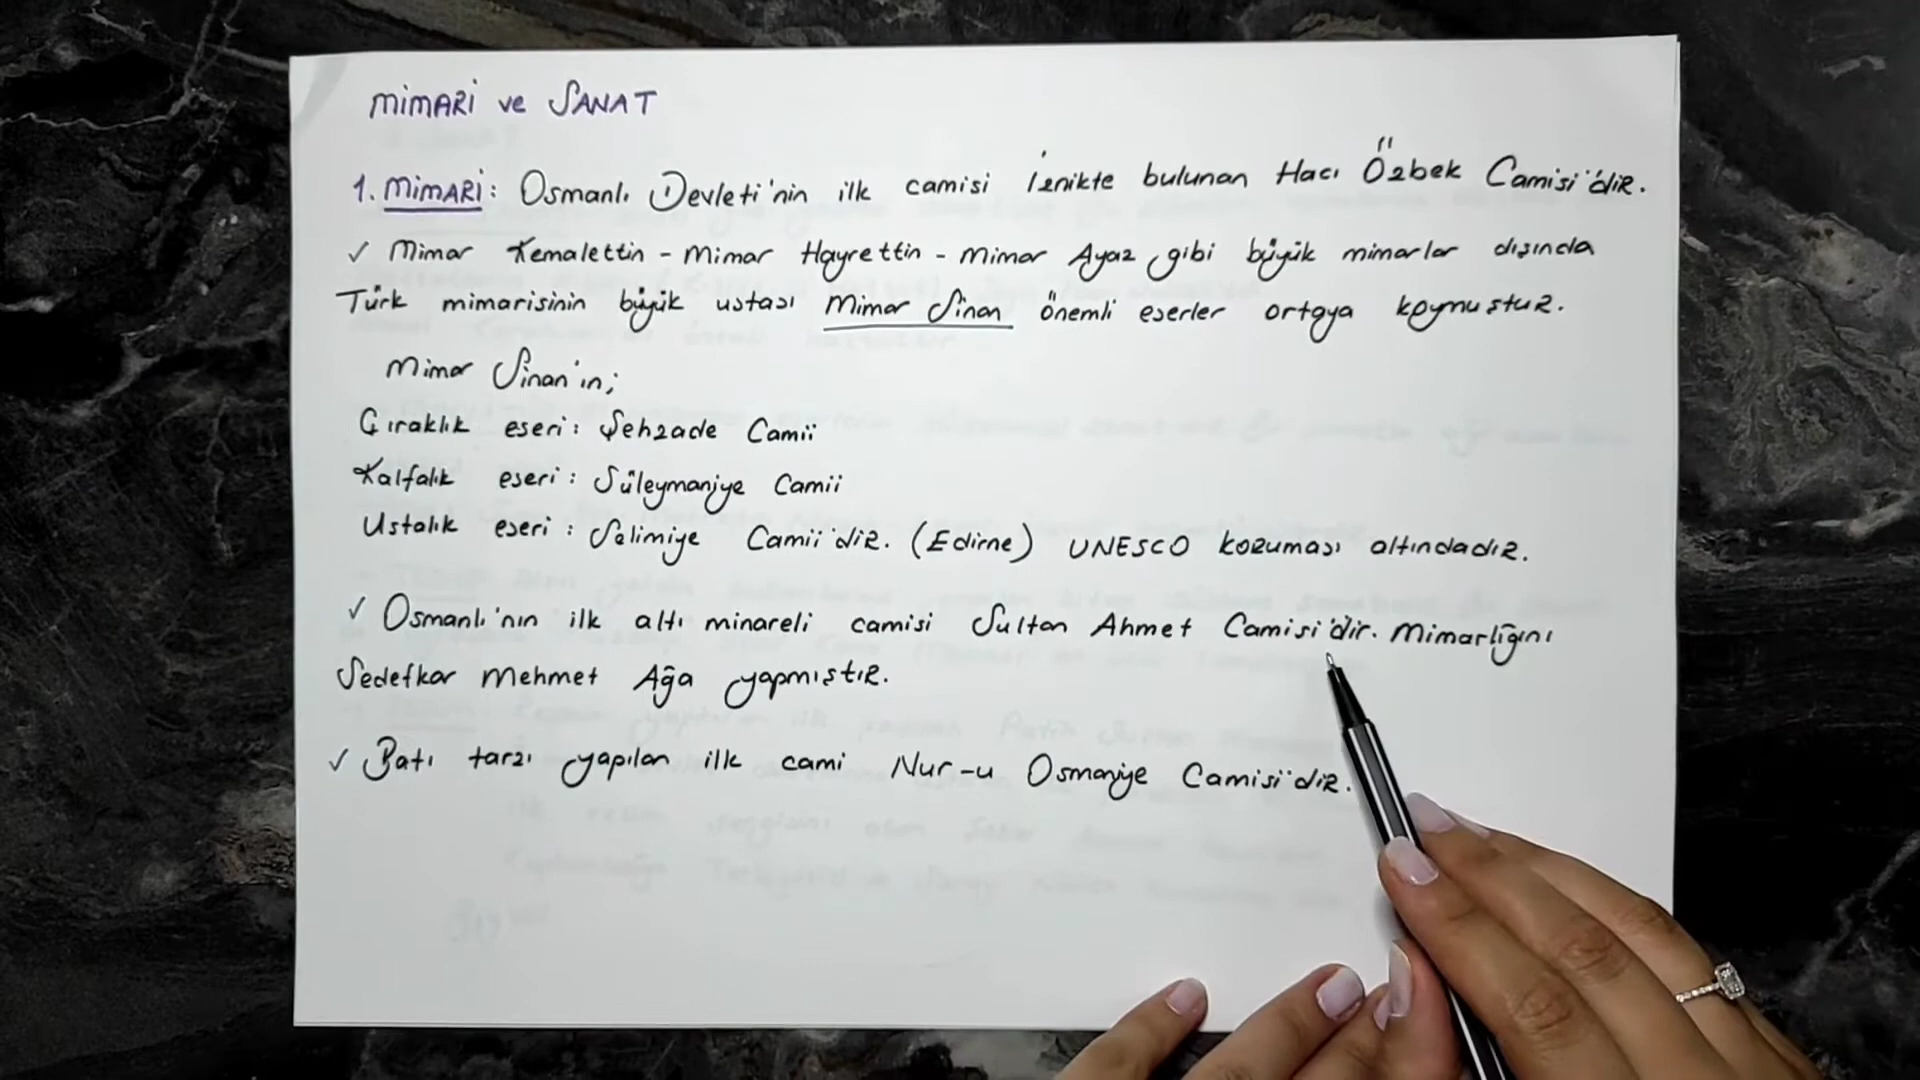 MİMARİ ve SANAT
1. MİMARİ: Osmanlı Devleti'nin ilk camisi İznikte bulunan Hacı Özbek Camisi'dir.
✓ Mimar Kemalettin - Mimar Hayrettin - Mimar Ayaz gibi büyük mimarlar dışında
Türk mimarisinin büyük ustası Mimar Sinan önemli eserler ortaya koymuştur.
Mimar Sinan'ın;
Çıraklık eseri: Şehzade Camii
Kalfalık eseri: Süleymaniye Camii
Ustalık eseri: Selimiye Camii'dir. (Edirne) UNESCO koruması altındadır.
✓ Osmanlı'nın ilk altı minareli camisi Sultan Ahmet Camisi'dir. Mimarlığını
Sedefkar Mehmet Ağa yapmıştır.
✓ Batı tarzı yapılan ilk cami Nur-u Osmaniye Camisi'dir.